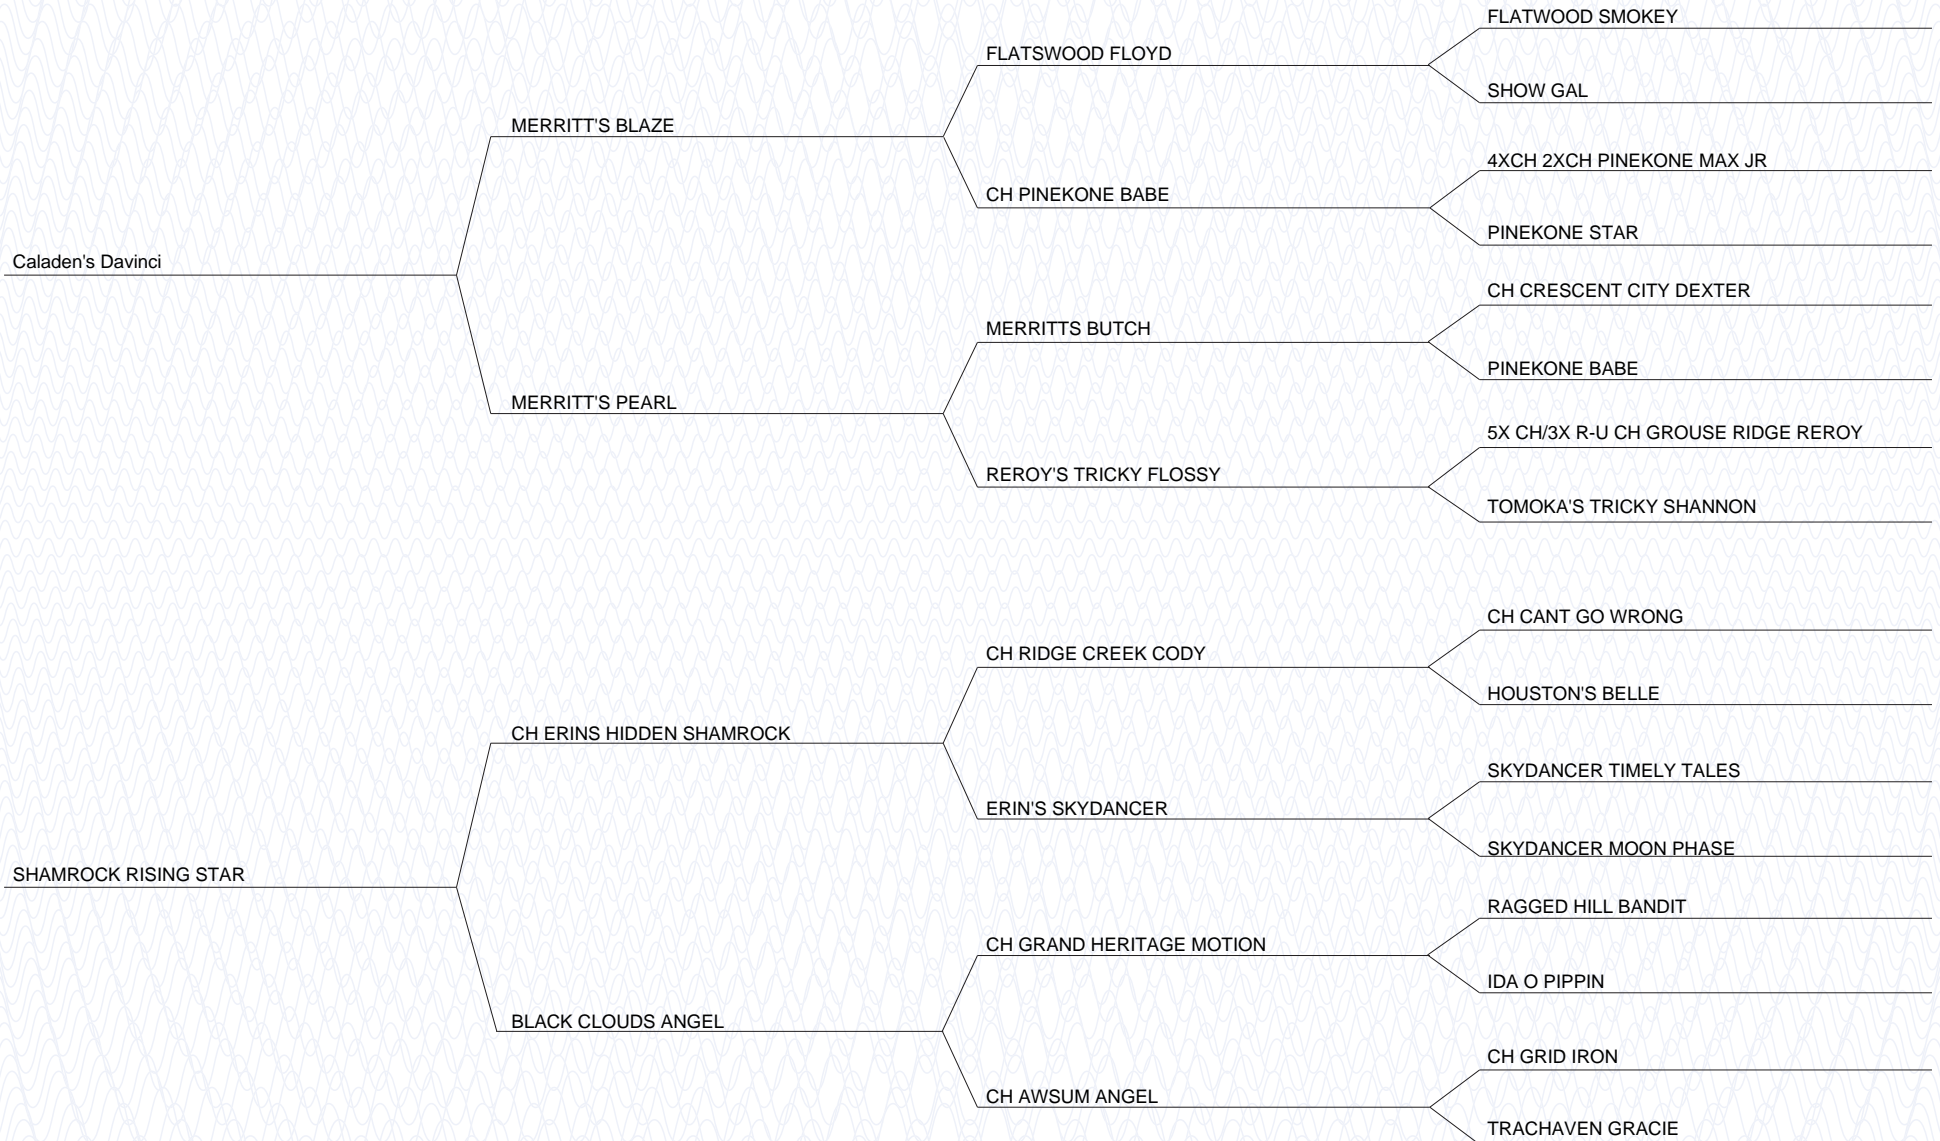 FLATWOOD SMOKEY
FLATSWOOD FLOYD
SHOW GAL
MERRITT'S BLAZE
4XCH 2XCH PINEKONE MAX JR
CH PINEKONE BABE
PINEKONE STAR
Caladen's Davinci
CH CRESCENT CITY DEXTER
MERRITTS BUTCH
PINEKONE BABE
MERRITT'S PEARL
5X CH/3X R-U CH GROUSE RIDGE REROY
REROY'S TRICKY FLOSSY
TOMOKA'S TRICKY SHANNON
CH CANT GO WRONG
CH RIDGE CREEK CODY
HOUSTON'S BELLE
CH ERINS HIDDEN SHAMROCK
SKYDANCER TIMELY TALES
ERIN'S SKYDANCER
SKYDANCER MOON PHASE
SHAMROCK RISING STAR
RAGGED HILL BANDIT
CH GRAND HERITAGE MOTION
IDA O PIPPIN
BLACK CLOUDS ANGEL
CH GRID IRON
CH AWSUM ANGEL
TRACHAVEN GRACIE